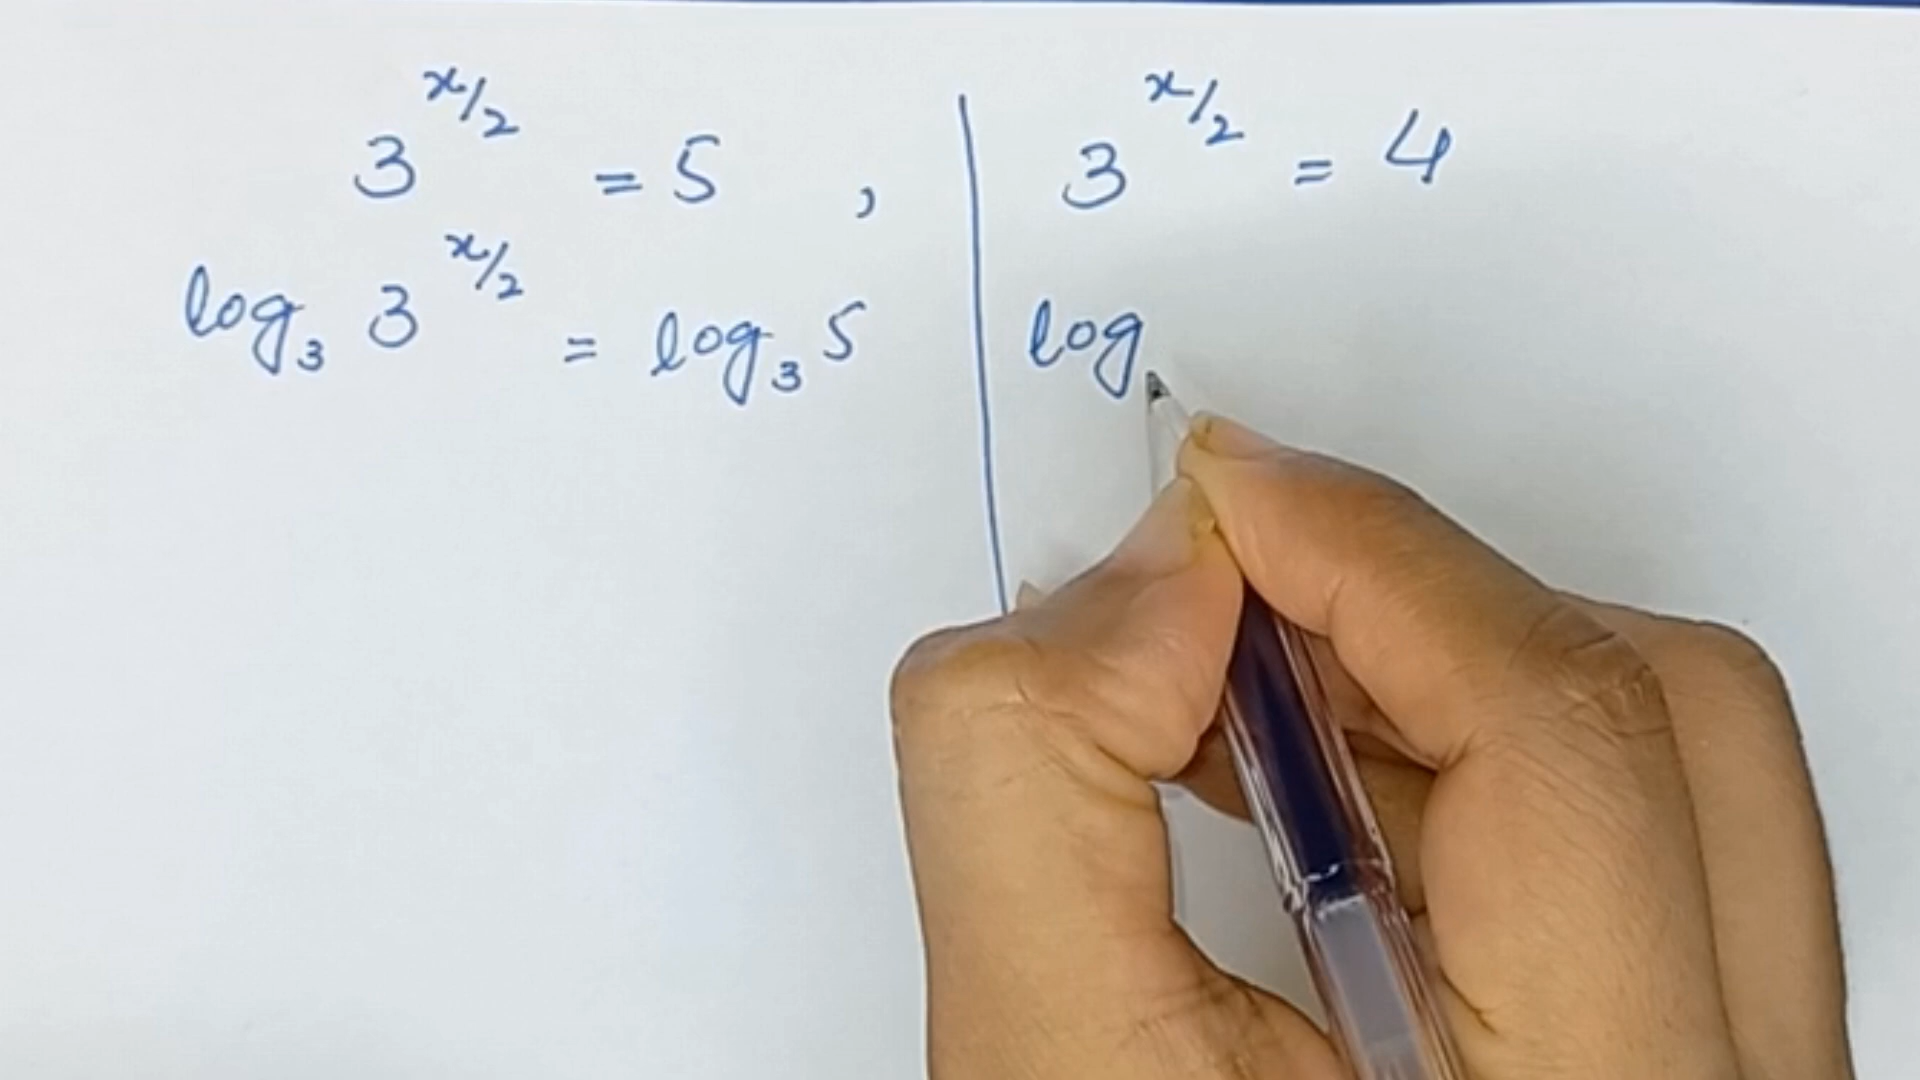 3^{x/2} = 5 , | 3^{x/2} = 4
log₃ 3^{x/2} = log₃ 5 | log